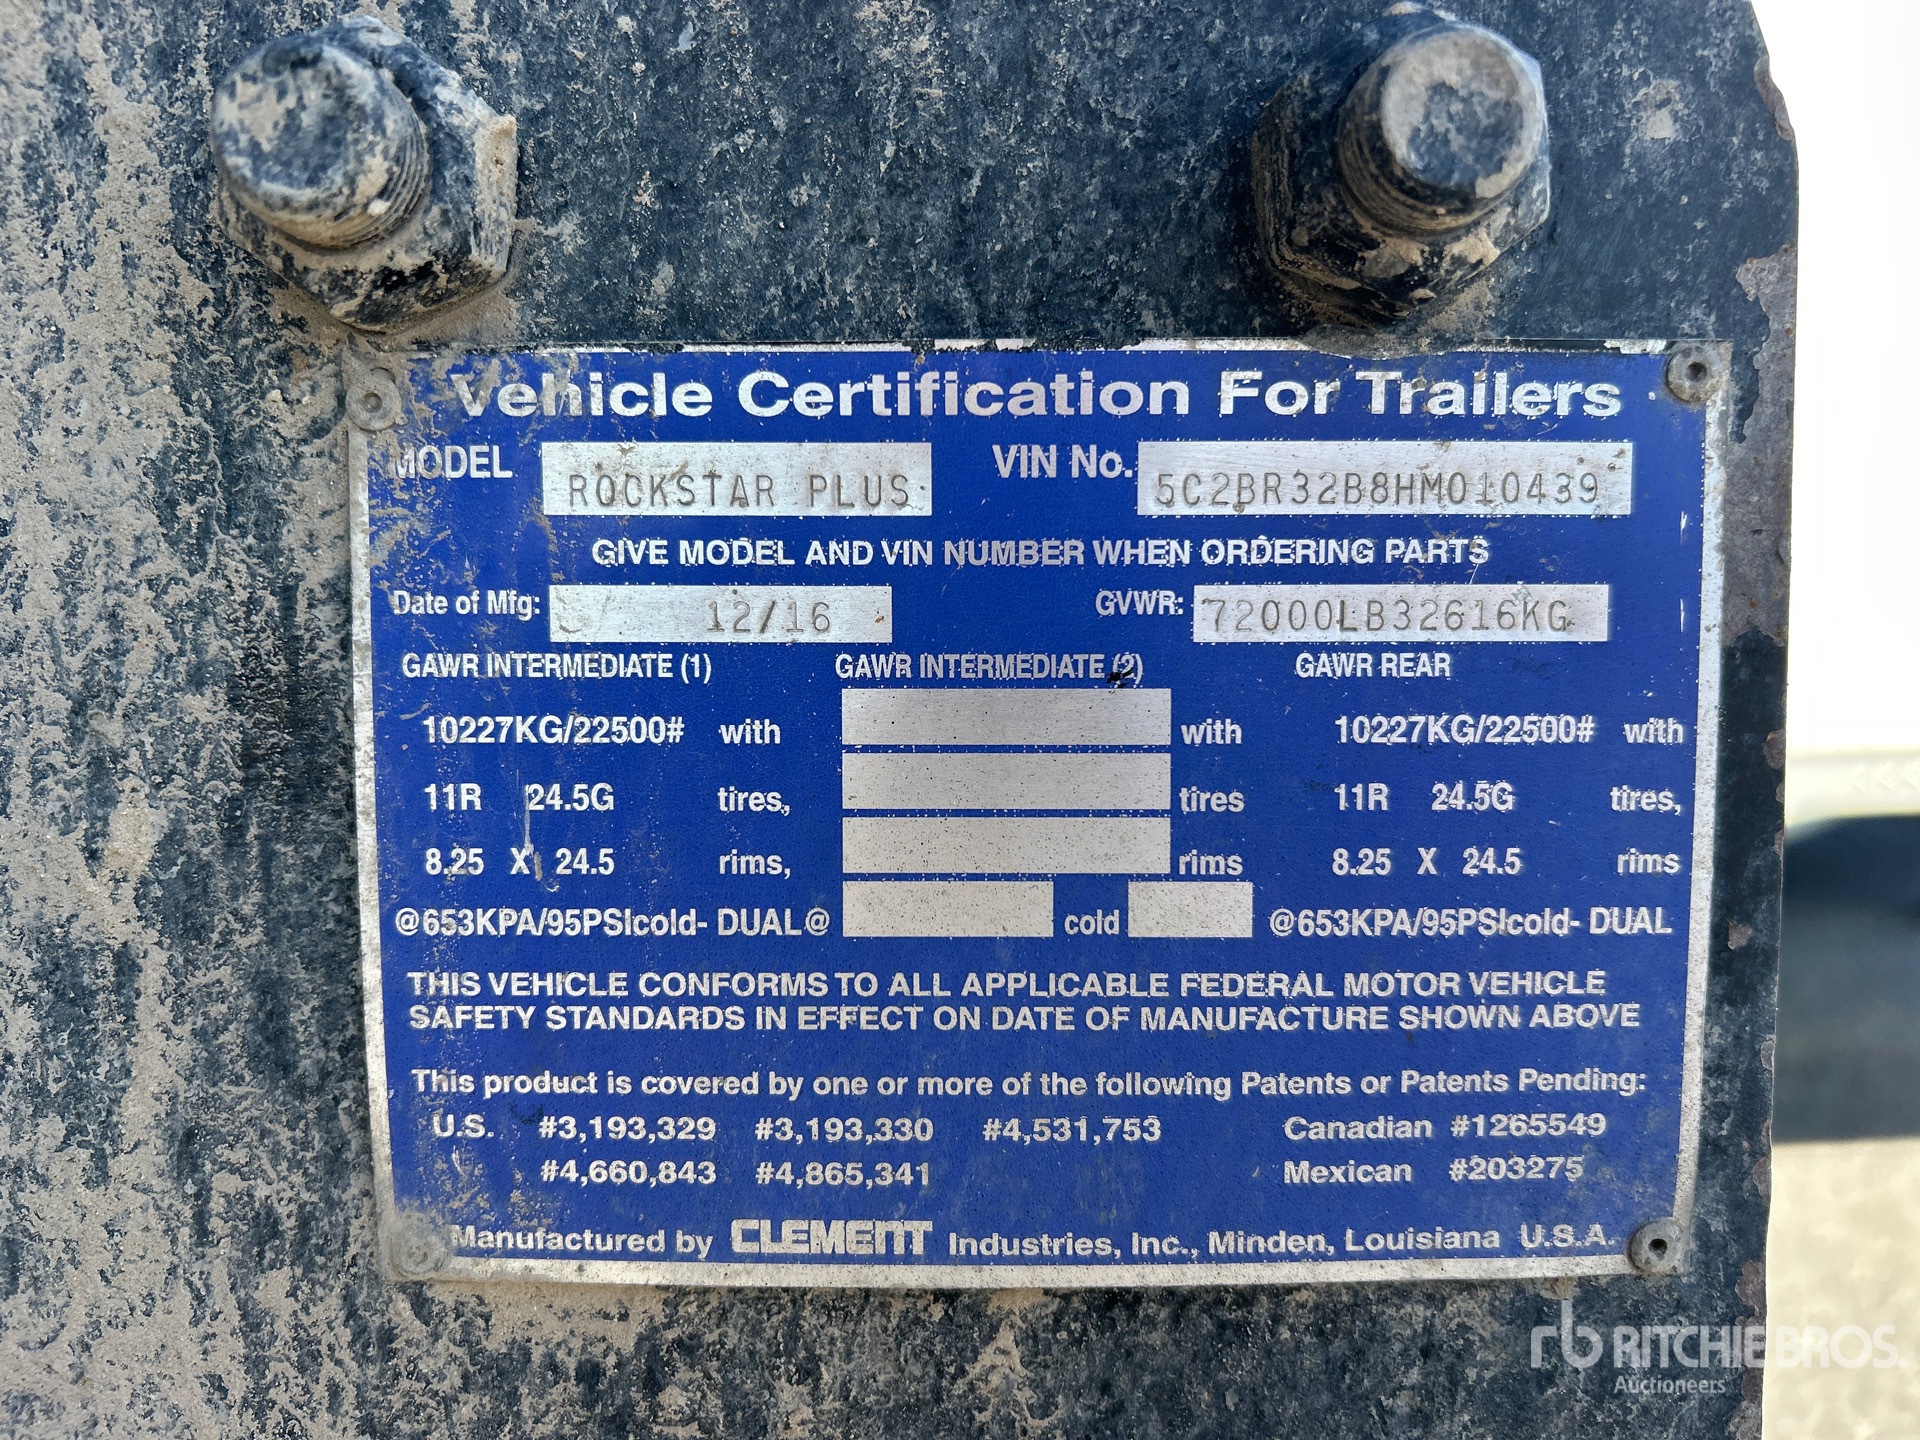 Vehicle Certification For Trailers
MODEL ROCKSTAR PLUS VIN No. 5C2BR32B8HM010439
GIVE MODEL AND VIN NUMBER WHEN ORDERING PARTS
Date of Mfg: 12/16 GVWR: 72000LB32616KG
GAWR INTERMEDIATE (1) GAWR INTERMEDIATE (2) GAWR REAR
10227KG/22500# with with 10227KG/22500# with
11R 24.5G tires, tires 11R 24.5G tires,
8.25 X 24.5 rims, rims 8.25 X 24.5 rims
@653KPA/95PSIcold- DUAL@ cold @653KPA/95PSIcold- DUAL
THIS VEHICLE CONFORMS TO ALL APPLICABLE FEDERAL MOTOR VEHICLE
SAFETY STANDARDS IN EFFECT ON DATE OF MANUFACTURE SHOWN ABOVE
This product is covered by one or more of the following Patents or Patents Pending:
U.S. #3,193,329 #3,193,330 #4,531,753 Canadian #1265549
#4,660,843 #4,865,341 Mexican #203275
Manufactured by CLEMENT Industries, Inc., Minden, Louisiana U.S.A.
rb RITCHIE BROS.
Auctioneers